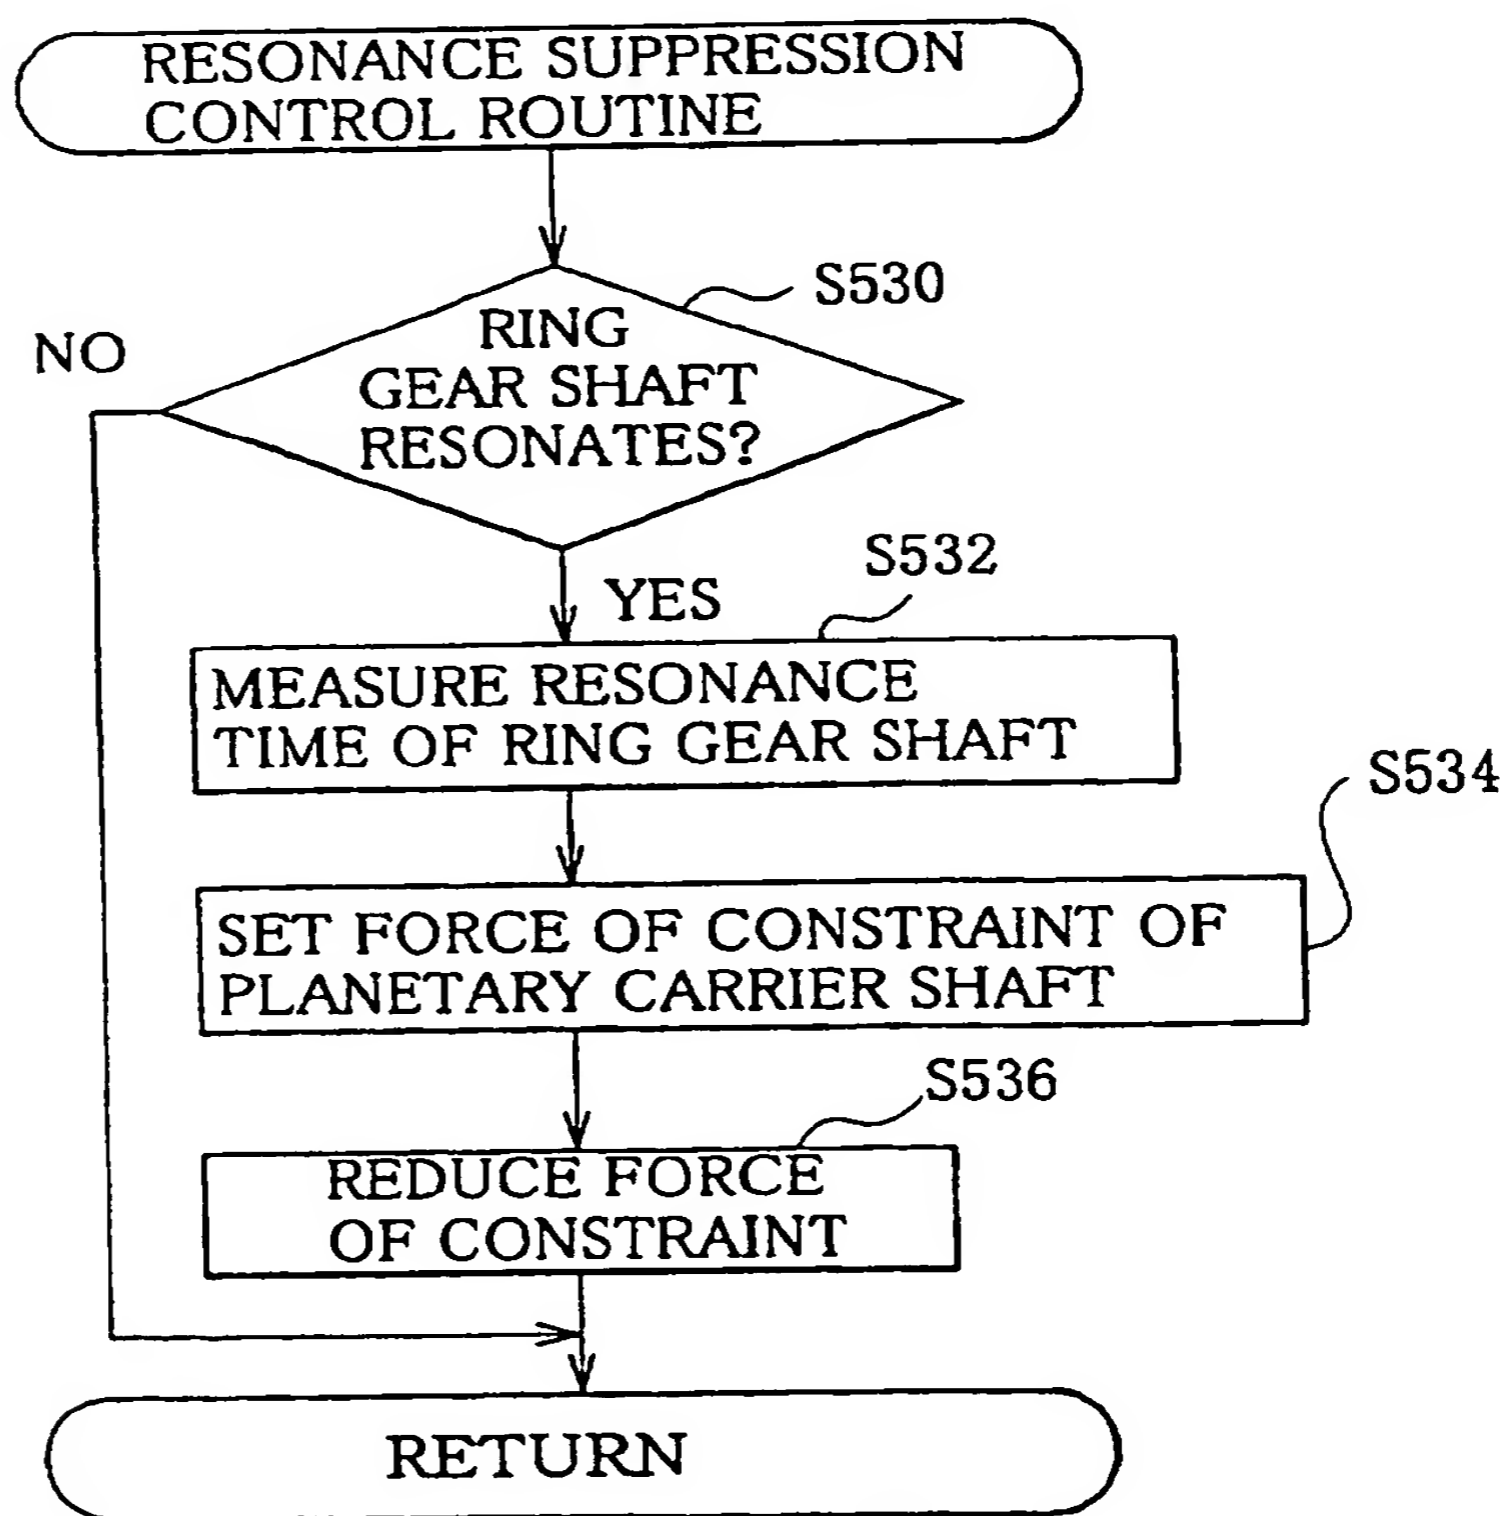 RESONANCE SUPPRESSION
CONTROL ROUTINE
S530
NO
RING
GEAR SHAFT
RESONATES?
S532
YES
MEASURE RESONANCE
TIME OF RING GEAR SHAFT
S534
SET FORCE OF CONSTRAINT OF
PLANETARY CARRIER SHAFT
S536
REDUCE FORCE
OF CONSTRAINT
RETURN